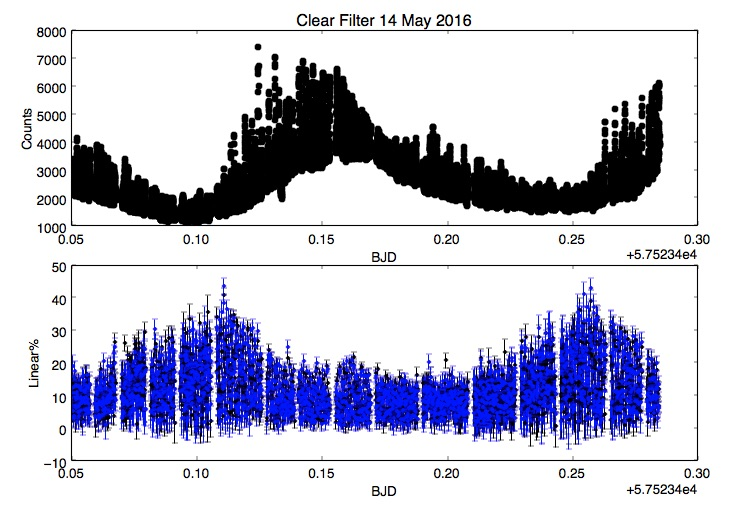 Clear Filter 14 May 2016
8000
7000
6000
5000
4000
3000
2000
1000
Counts
0.05 0.10 0.15 0.20 0.25 0.30
BJD
+5.75234e4
50
40
30
20
10
0
−10
Linear%
0.05 0.10 0.15 0.20 0.25 0.30
BJD
+5.75234e4